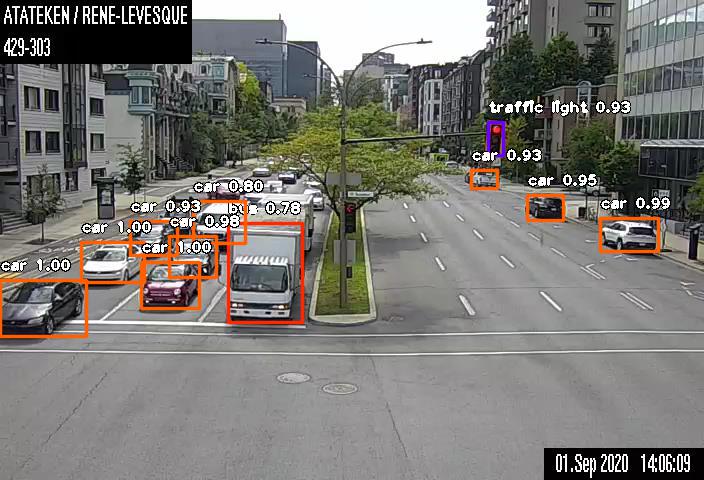 ATATEKEN / RENE-LEVESQUE
429-303
traffic light 0.93
car 0.93
car 0.95
car 0.80
car 0.99
car 0.93
0.78
car 0.98
car 1.00
car 1.00
car 1.00
01.Sep 2020 14:06:09